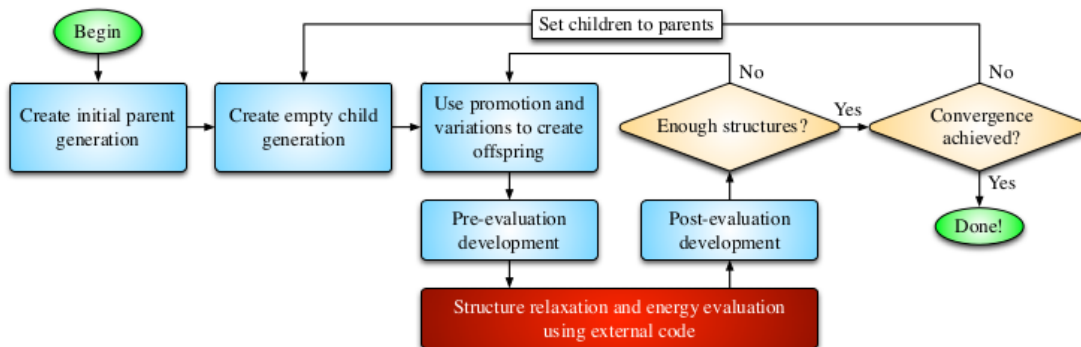 Begin
Set children to parents
No
No
Create initial parent
generation
Create empty child
generation
Use promotion and
variations to create
offspring
Enough structures?
Yes
Convergence
achieved?
Yes
Pre-evaluation
development
Post-evaluation
development
Done!
Structure relaxation and energy evaluation
using external code